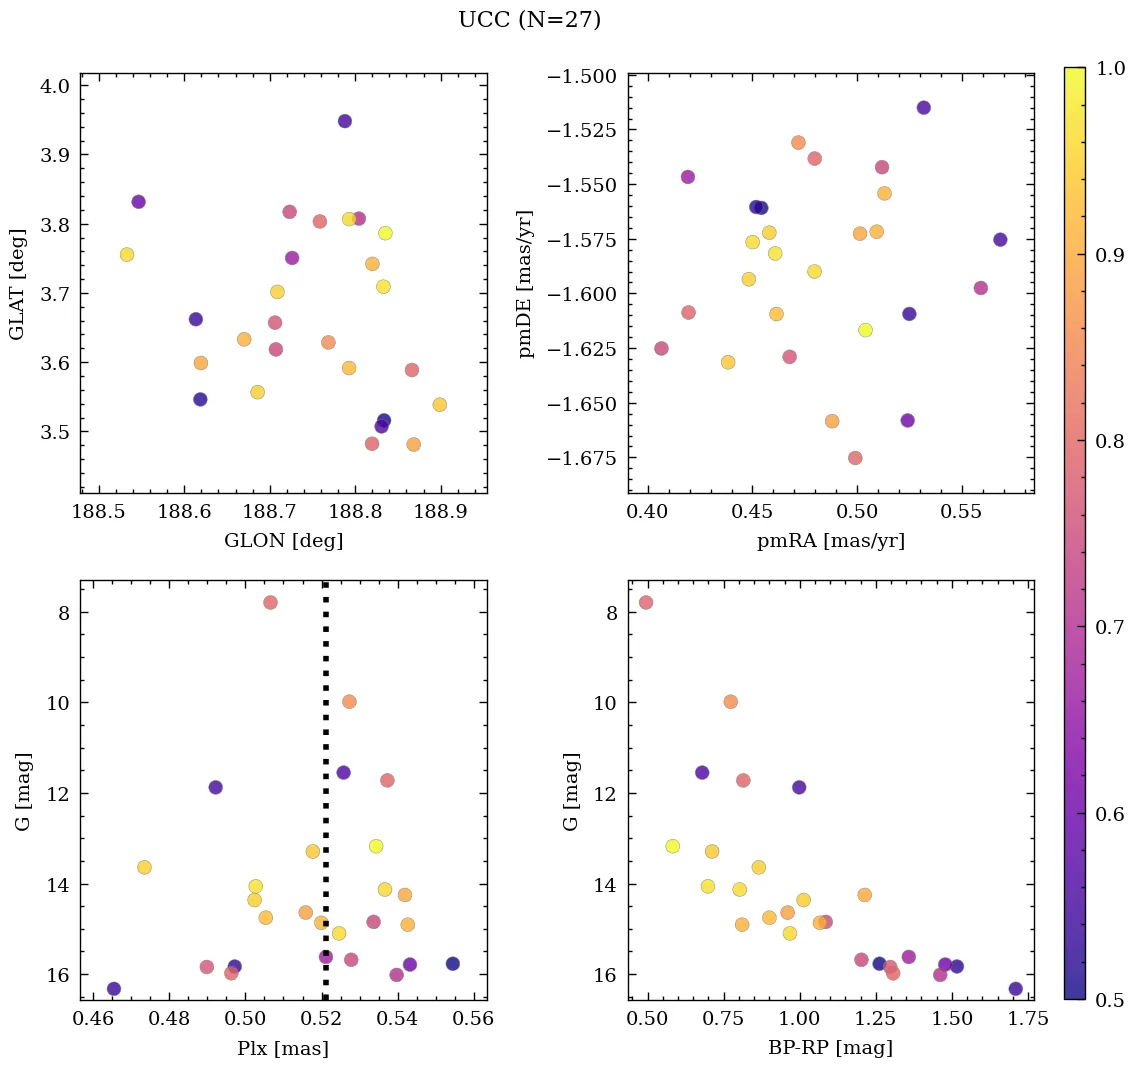 UCC (N=27)
4.0
3.9
3.8
3.7
3.6
3.5
GLAT [deg]
188.5 188.6 188.7 188.8 188.9
GLON [deg]
−1.500
−1.525
−1.550
−1.575
−1.600
−1.625
−1.650
−1.675
pmDE [mas/yr]
0.40 0.45 0.50 0.55
pmRA [mas/yr]
8
10
12
14
16
G [mag]
0.46 0.48 0.50 0.52 0.54 0.56
Plx [mas]
8
10
12
14
16
G [mag]
0.50 0.75 1.00 1.25 1.50 1.75
BP-RP [mag]
1.0
0.9
0.8
0.7
0.6
0.5